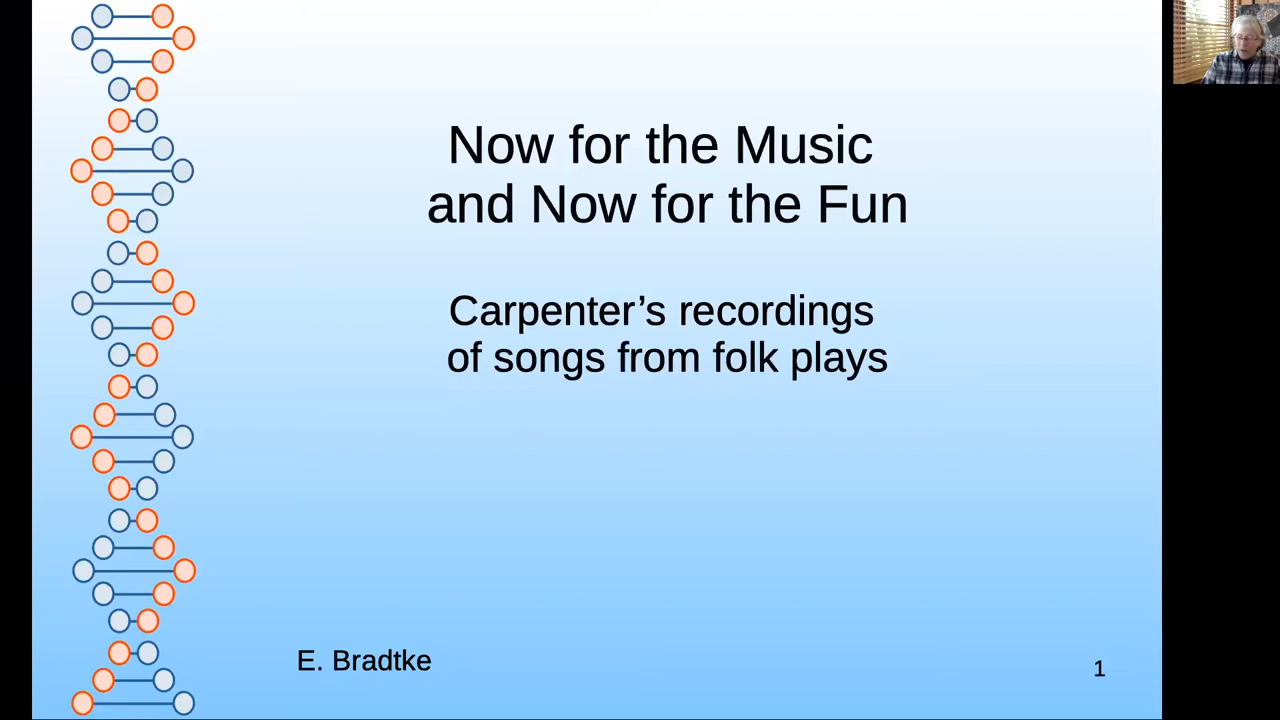 Now for the Music
and Now for the Fun
Carpenter’s recordings
of songs from folk plays
E. Bradtke
1